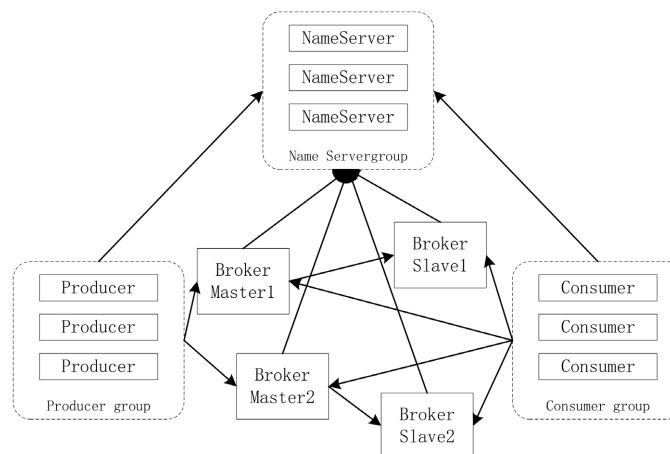 NameServer
NameServer
NameServer
Name Servergroup
Broker
Master1
Broker
Slave1
Producer
Producer
Producer
Producer group
Broker
Master2
Broker
Slave2
Consumer
Consumer
Consumer
Consumer group